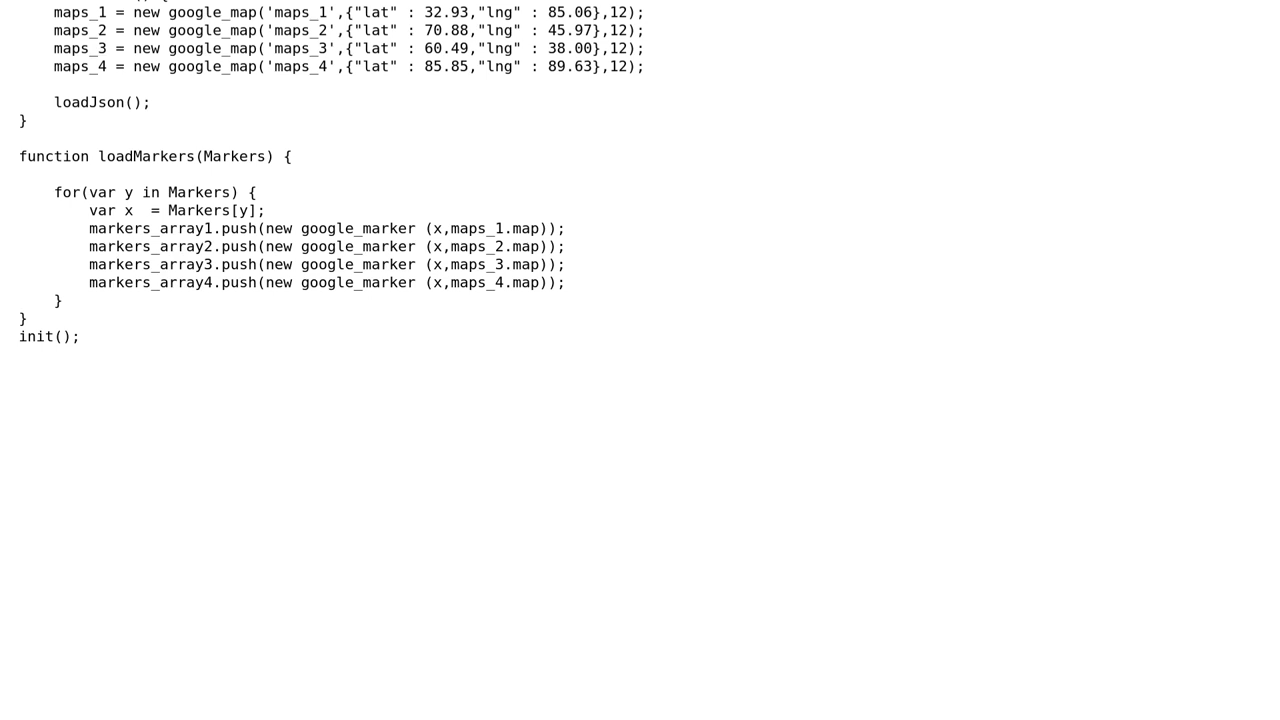 maps_1 = new google_map('maps_1',{"lat" : 32.93,"lng" : 85.06},12);
    maps_2 = new google_map('maps_2',{"lat" : 70.88,"lng" : 45.97},12);
    maps_3 = new google_map('maps_3',{"lat" : 60.49,"lng" : 38.00},12);
    maps_4 = new google_map('maps_4',{"lat" : 85.85,"lng" : 89.63},12);

    loadJson();
}

function loadMarkers(Markers) {

    for(var y in Markers) {
        var x  = Markers[y];
        markers_array1.push(new google_marker (x,maps_1.map));
        markers_array2.push(new google_marker (x,maps_2.map));
        markers_array3.push(new google_marker (x,maps_3.map));
        markers_array4.push(new google_marker (x,maps_4.map));
    }
}
init();